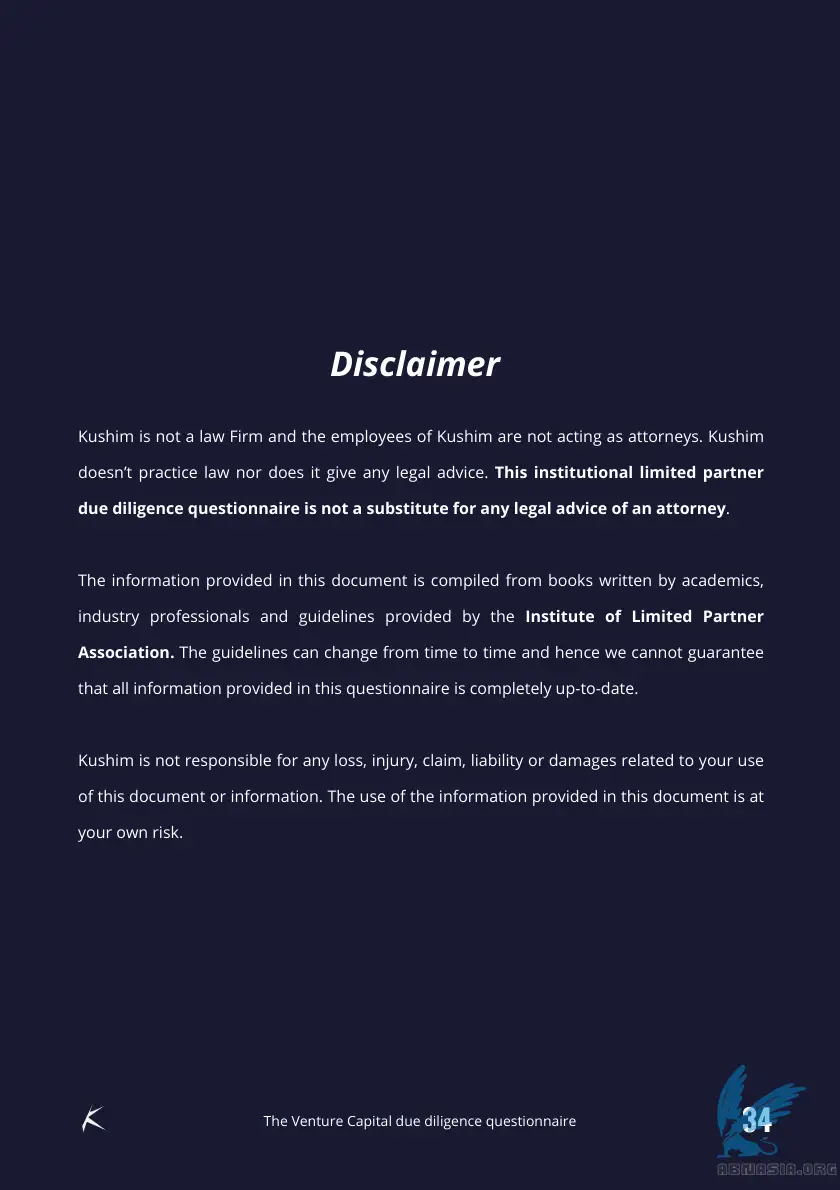 Disclaimer
Kushim is not a law Firm and the employees of Kushim are not acting as attorneys. Kushim
doesn’t practice law nor does it give any legal advice. This institutional limited partner
due diligence questionnaire is not a substitute for any legal advice of an attorney.
The information provided in this document is compiled from books written by academics,
industry professionals and guidelines provided by the Institute of Limited Partner
Association. The guidelines can change from time to time and hence we cannot guarantee
that all information provided in this questionnaire is completely up-to-date.
Kushim is not responsible for any loss, injury, claim, liability or damages related to your use
of this document or information. The use of the information provided in this document is at
your own risk.
The Venture Capital due diligence questionnaire
34
ABNASIA.ORG